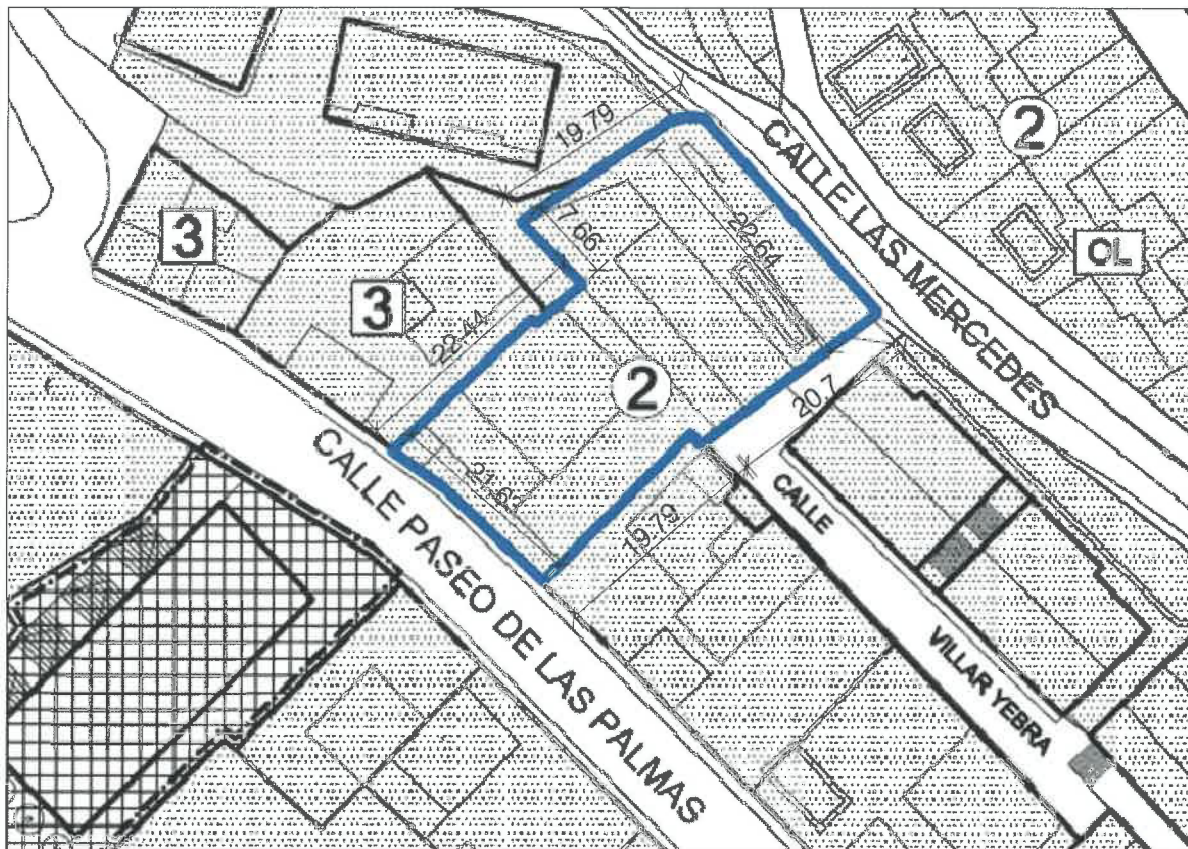 2
19.79
CALLE LAS MERCEDES
3
7.66
22.64
OL
3
22.44
2
20.7
CALLE PASEO DE LAS PALMAS
21.62
19.79
CALLE
VILLAR YEBRA